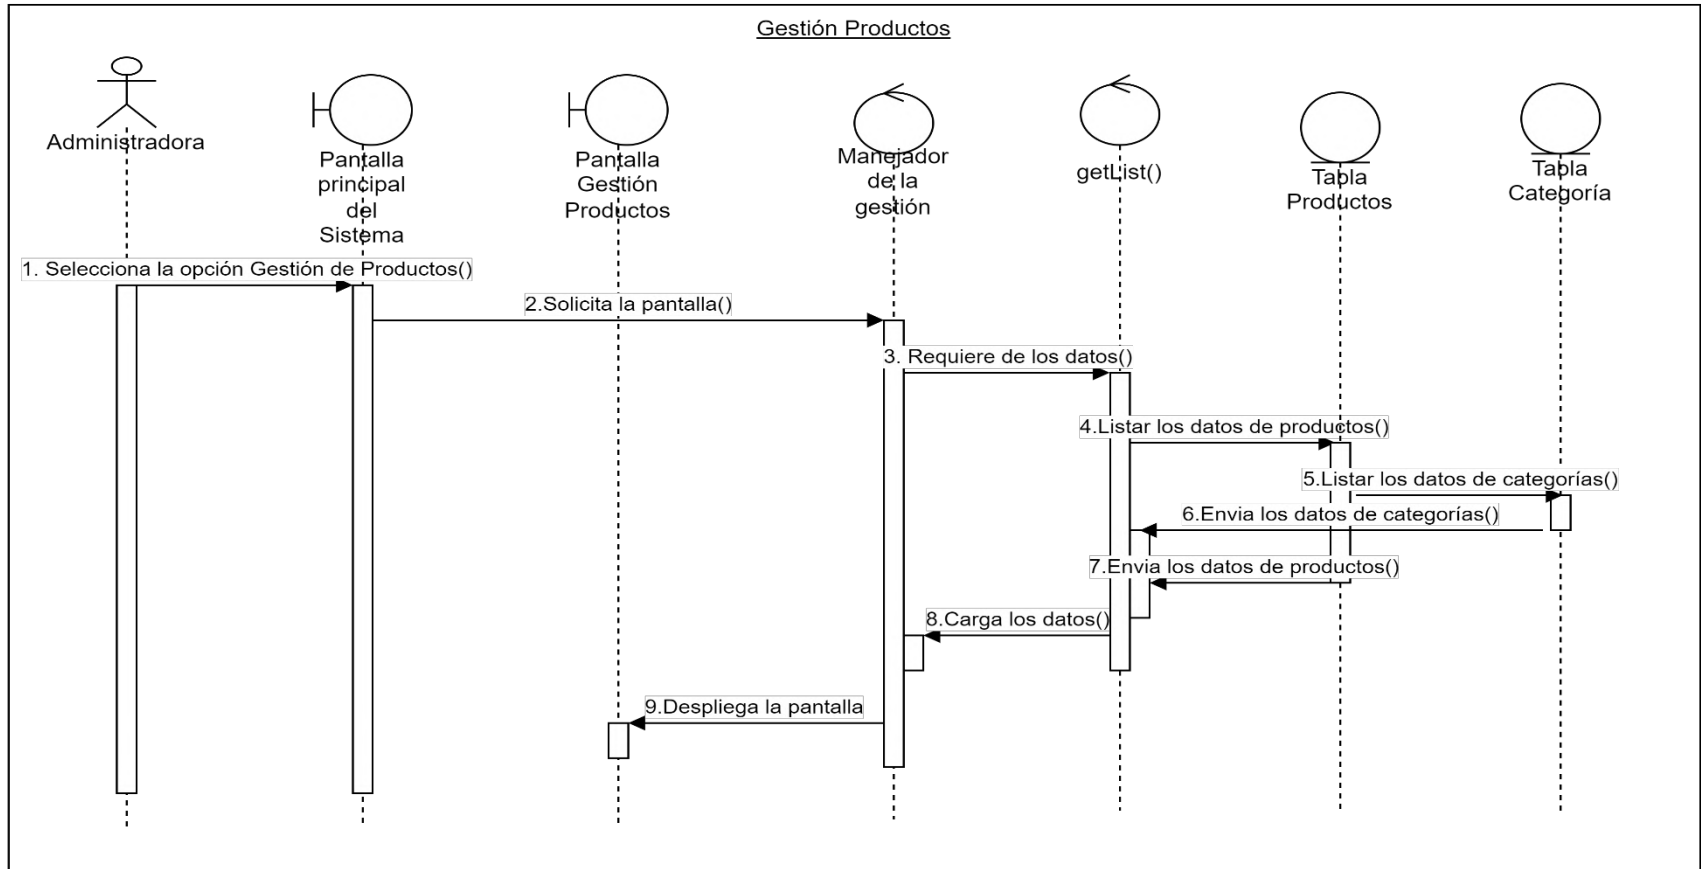 Gestión Productos
Administradora
Pantalla
principal
del
Sistema
Pantalla
Gestión
Productos
Manejador
de la
gestión
getList()
Tabla
Productos
Tabla
Categoría
1. Selecciona la opción Gestión de Productos()
2.Solicita la pantalla()
3. Requiere de los datos()
4.Listar los datos de productos()
5.Listar los datos de categorías()
6.Envia los datos de categorías()
7.Envia los datos de productos()
8.Carga los datos()
9.Despliega la pantalla